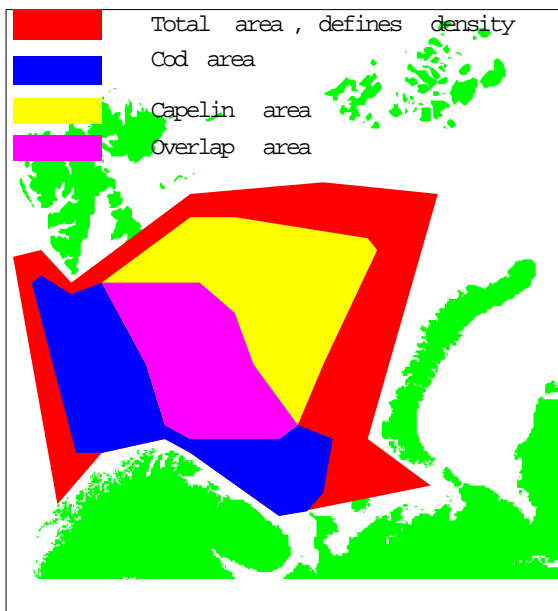 Total area , defines density
Cod area
Capelin area
Overlap area